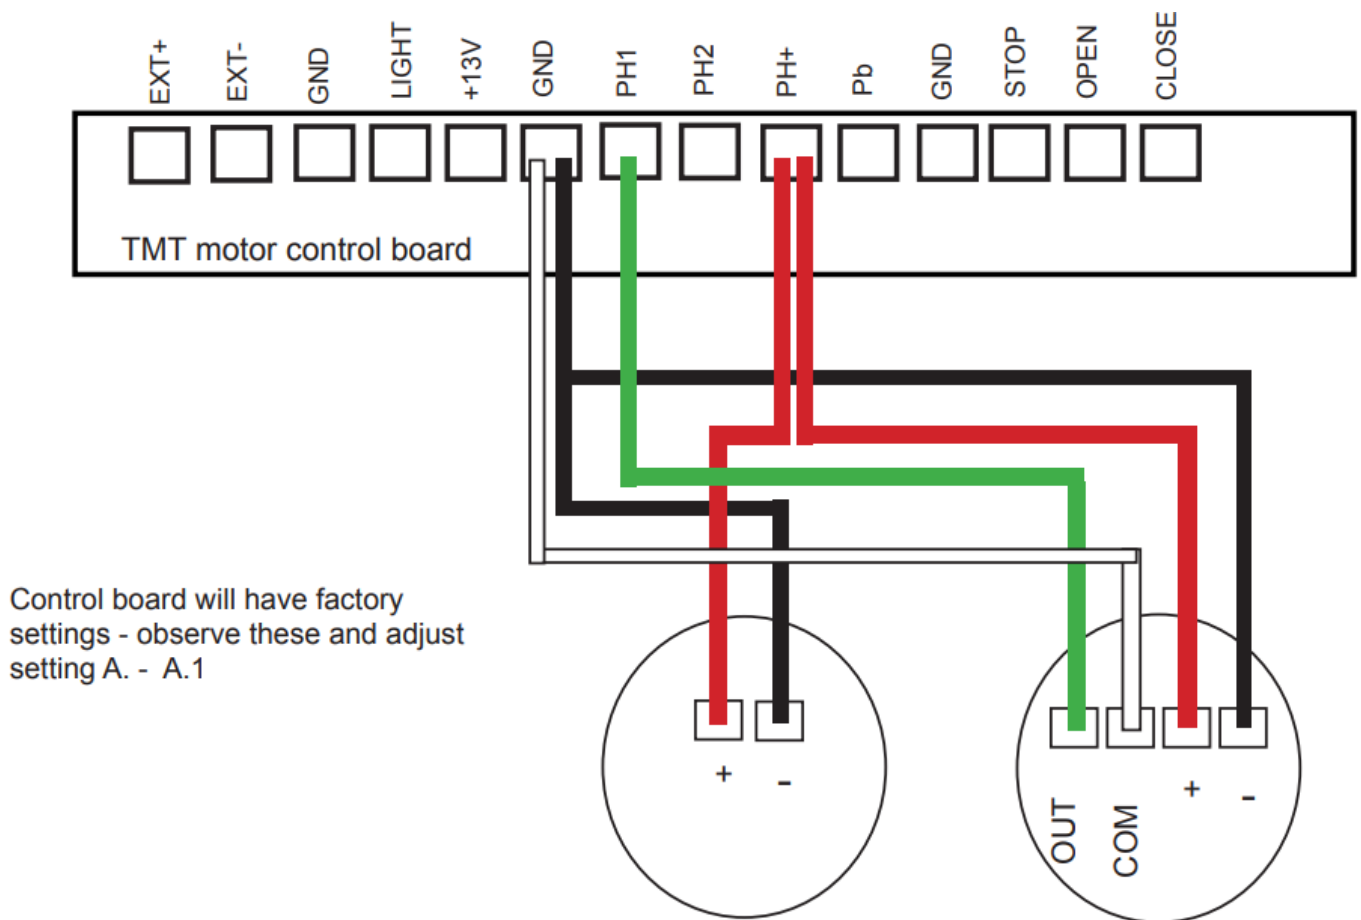 EXT+
EXT-
GND
LIGHT
+13V
GND
PH1
PH2
PH+
Pb
GND
STOP
OPEN
CLOSE
TMT motor control board
Control board will have factory
settings - observe these and adjust
setting A. - A.1
+
-
OUT
COM
+
-